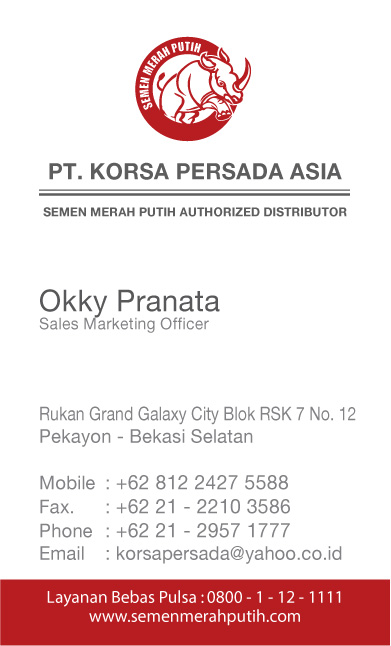 SEMEN MERAH PUTIH
PT. KORSA PERSADA ASIA
SEMEN MERAH PUTIH AUTHORIZED DISTRIBUTOR
Okky Pranata
Sales Marketing Officer
Rukan Grand Galaxy City Blok RSK 7 No. 12
Pekayon - Bekasi Selatan
Mobile : +62 812 2427 5588
Fax. : +62 21 - 2210 3586
Phone : +62 21 - 2957 1777
Email : korsapersada@yahoo.co.id
Layanan Bebas Pulsa : 0800 - 1 - 12 - 1111
www.semenmerahputih.com